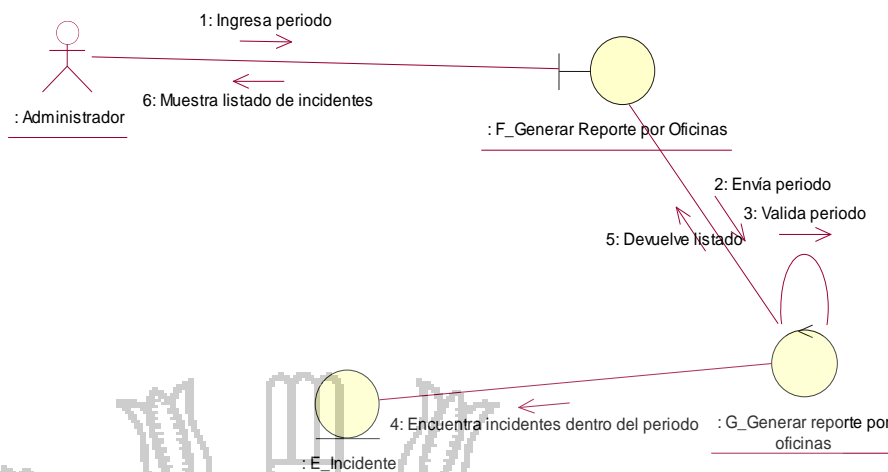 1: Ingresa periodo
6: Muestra listado de incidentes
: Administrador
: F_Generar Reporte por Oficinas
2: Envía periodo
3: Valida periodo
5: Devuelve listado
4: Encuentra incidentes dentro del periodo
: G_Generar reporte por
oficinas
: E_Incidente